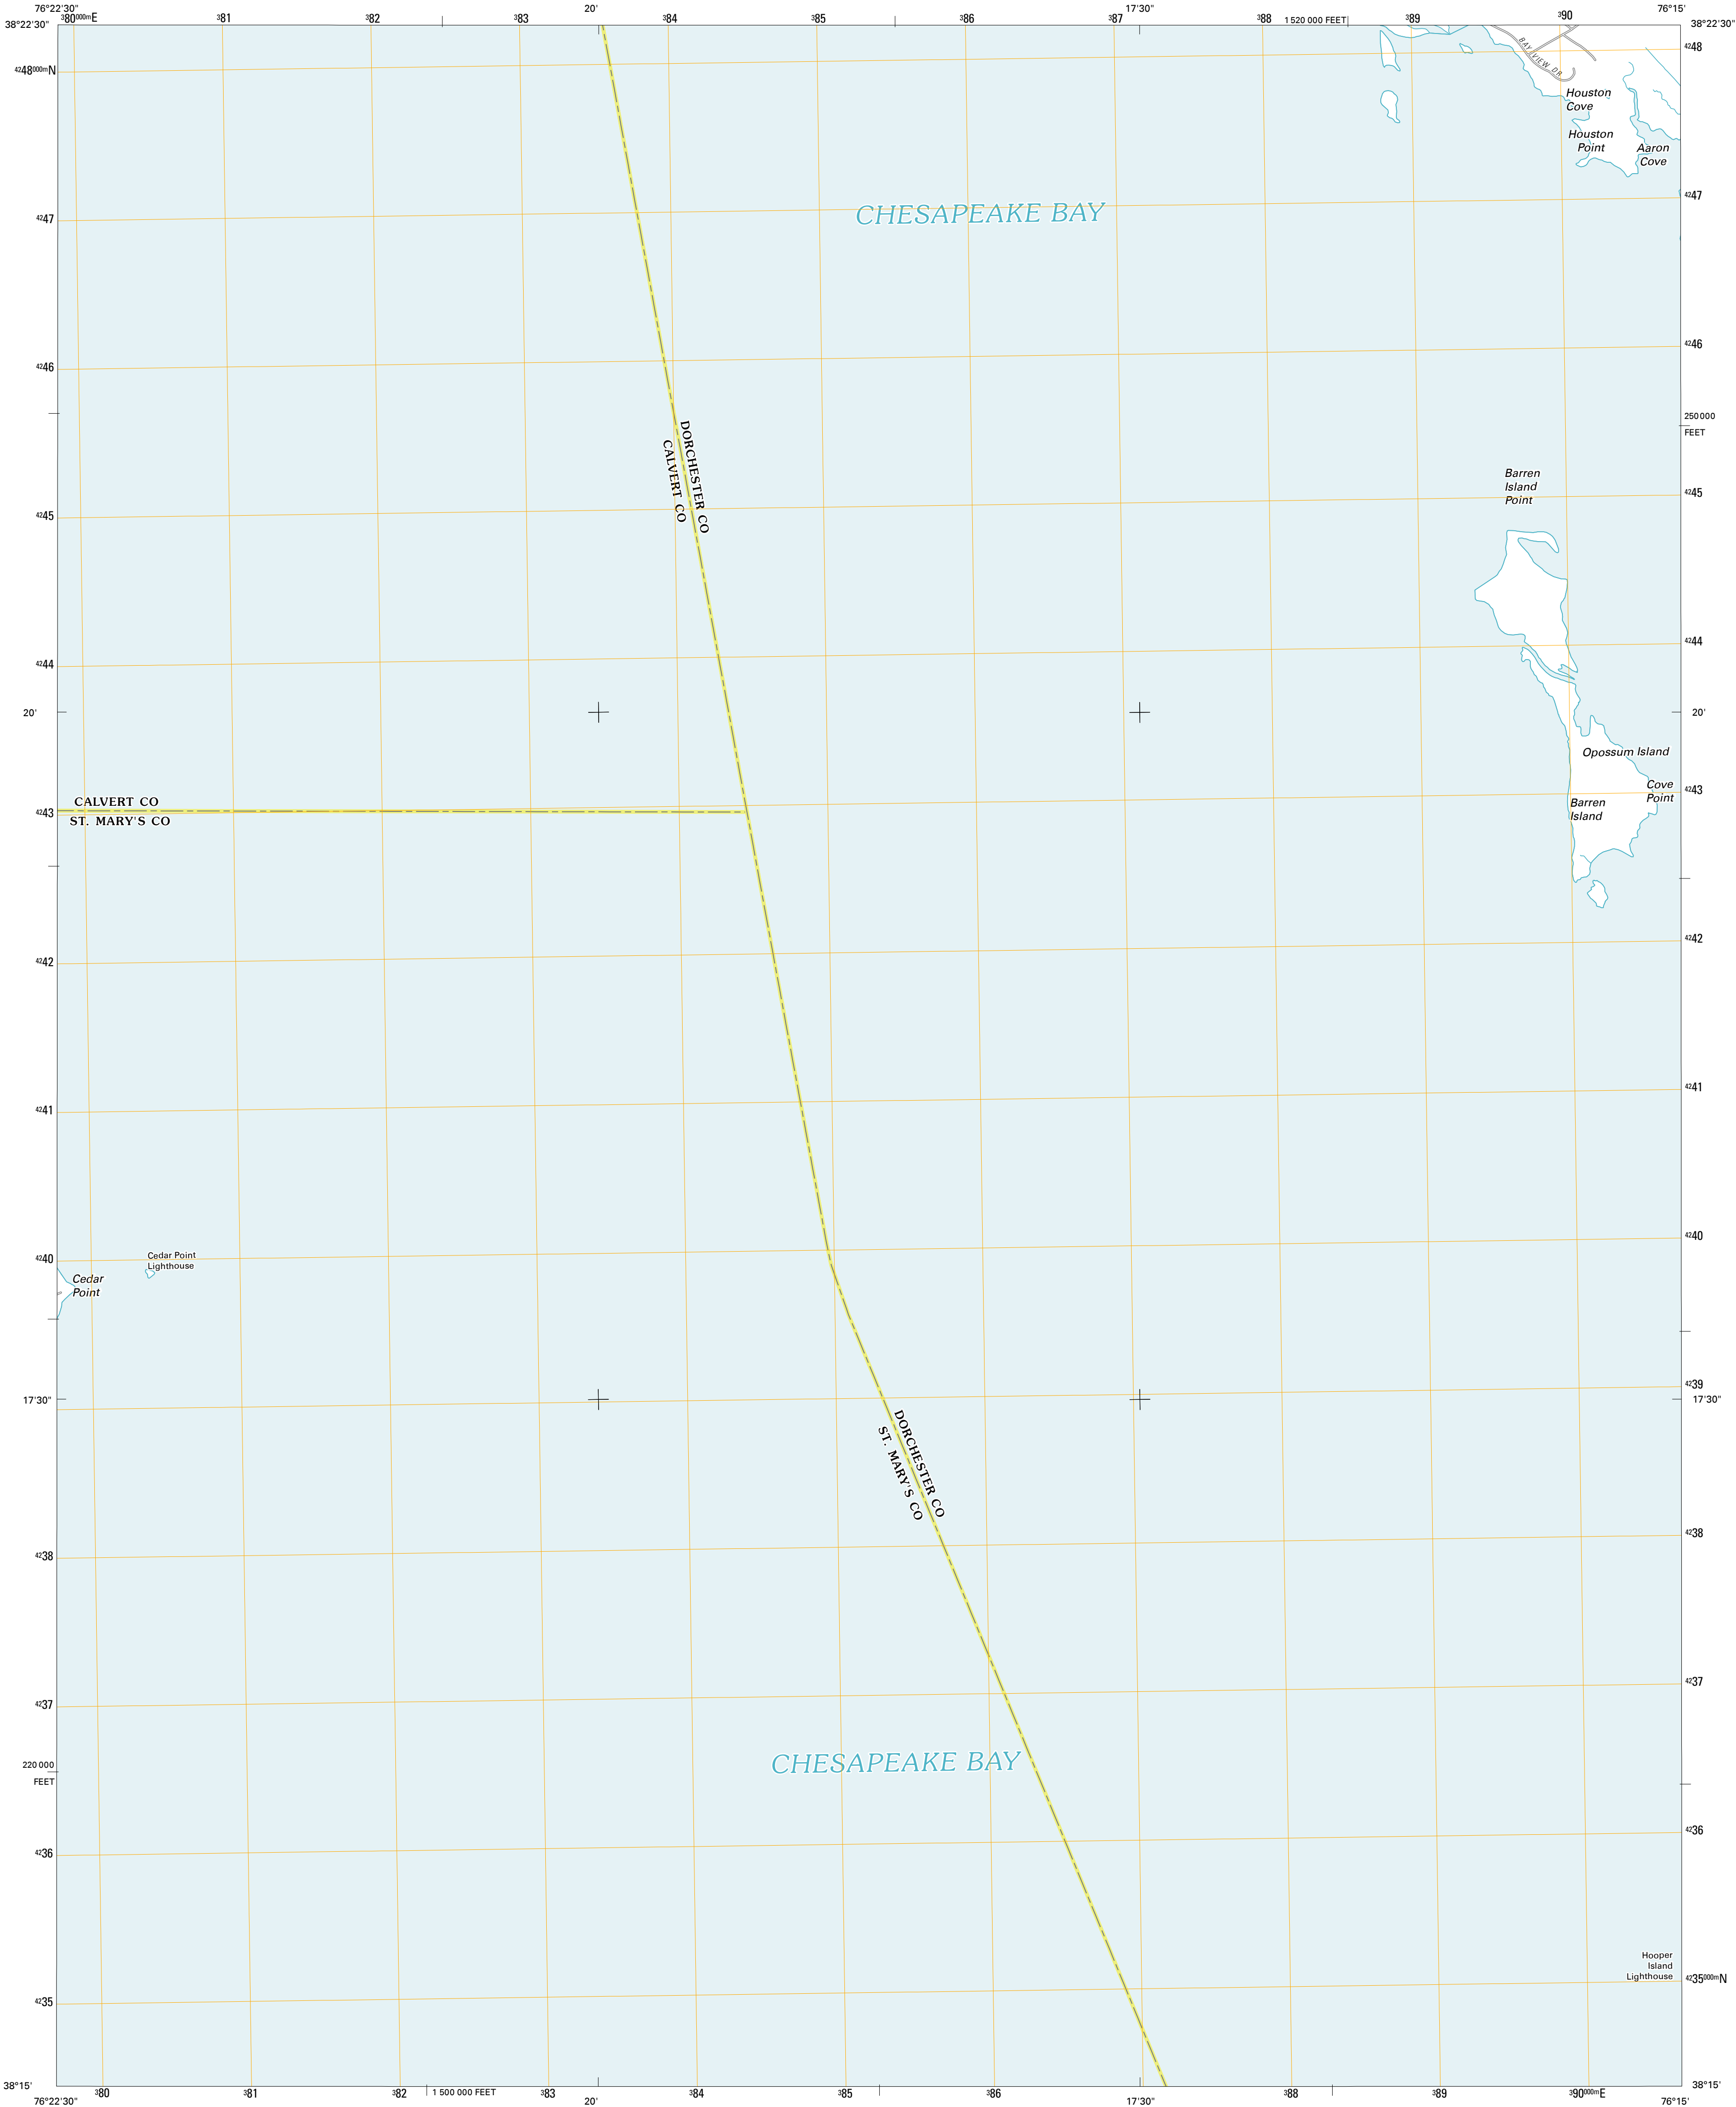 76°22'30"
20'
17'30"
76°15'
38°22'30"
380000mE
381
382
383
384
385
386
387
388
1 520 000 FEET
389
390
38°22'30"
4248000mN
4248
BAY VIEW DR
Houston
Cove
Houston
Point
Aaron
Cove
CHESAPEAKE BAY
4247
4247
4246
4246
250 000
FEET
DORCHESTER CO
CALVERT CO
Barren
Island
Point
4245
4245
4244
4244
20'
20'
Opossum Island
Cove
Point
Barren
Island
CALVERT CO
ST. MARY'S CO
4243
4243
4242
4242
4241
4241
4240
4240
Cedar Point
Lighthouse
Cedar
Point
17'30"
4239
17'30"
DORCHESTER CO
ST. MARY'S CO
4238
4238
4237
4237
CHESAPEAKE BAY
220 000
FEET
4236
4236
Hooper
Island
Lighthouse
4235
4235000mN
38°15'
38°15'
380
381
382
1 500 000 FEET
383
384
385
386
388
389
390000mE
76°22'30"
20'
17'30"
76°15'